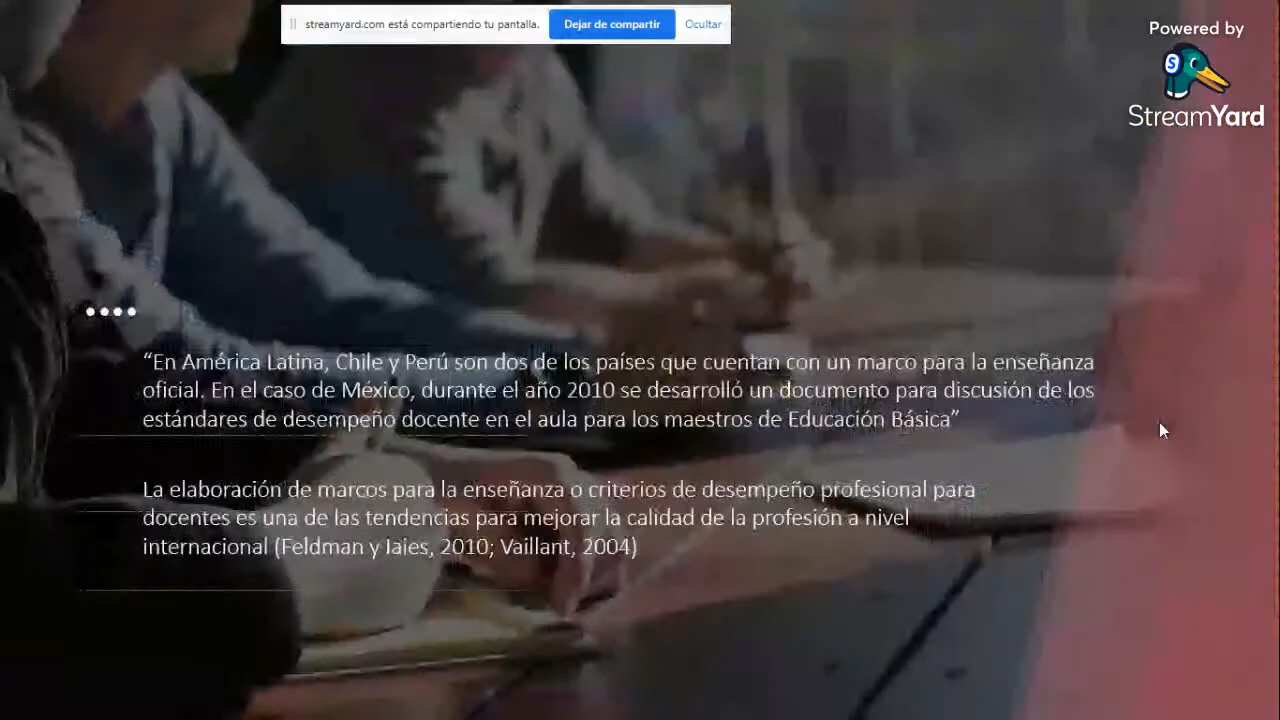 streamyard.com está compartiendo tu pantalla.
Dejar de compartir
Ocultar
Powered by
S
StreamYard
“En América Latina, Chile y Perú son dos de los países que cuentan con un marco para la enseñanza
oficial. En el caso de México, durante el año 2010 se desarrolló un documento para discusión de los
estándares de desempeño docente en el aula para los maestros de Educación Básica”
La elaboración de marcos para la enseñanza o criterios de desempeño profesional para
docentes es una de las tendencias para mejorar la calidad de la profesión a nivel
internacional (Feldman y Iaies, 2010; Vaillant, 2004)